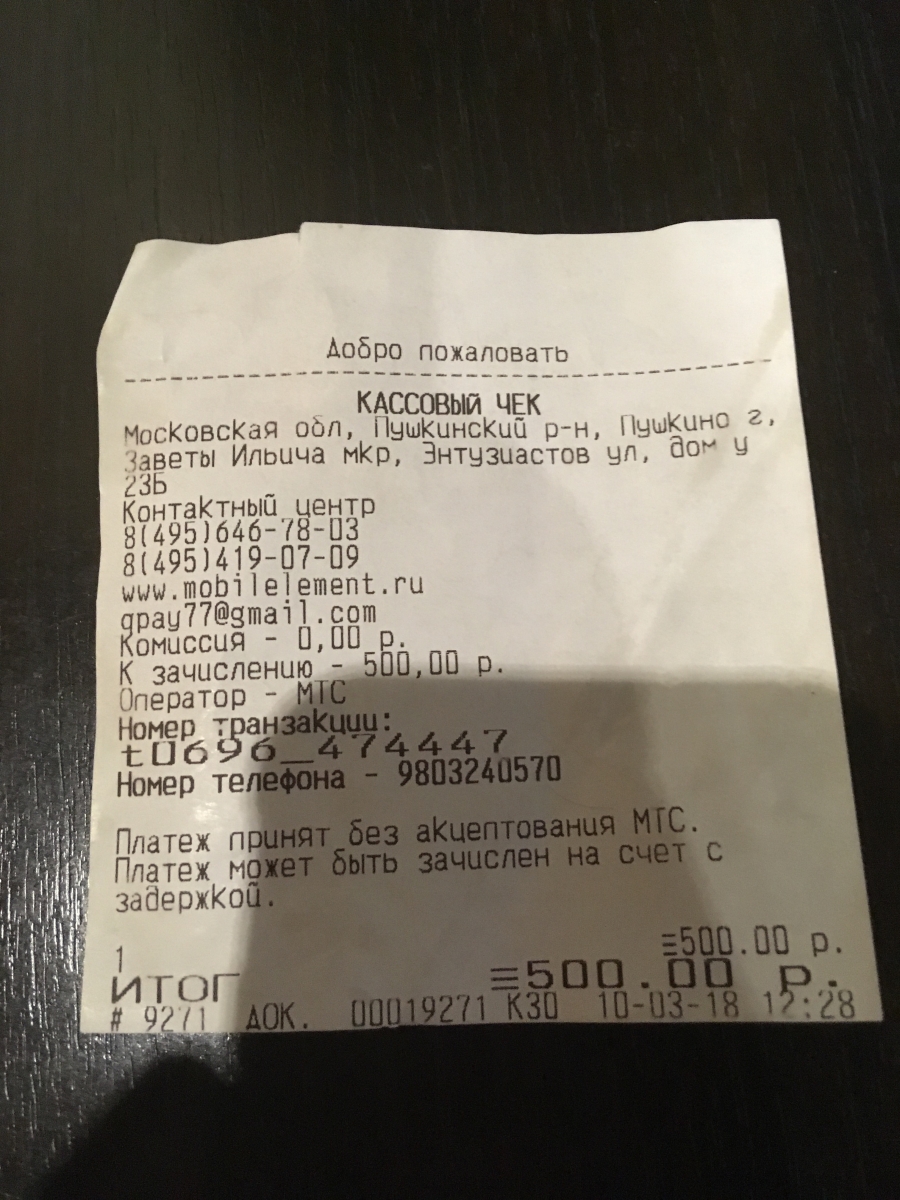 Добро пожаловать
КАССОВЫЙ ЧЕК
Московская обл, Пушкинский р-н, Пушкино г,
Заветы Ильича мкр, Энтузиастов ул, дом у
23Б
Контактный центр
8(495)646-78-03
8(495)419-07-09
www.mobilelement.ru
qpay77@gmail.com
Комиссия - 0,00 р.
К зачислению - 500,00 р.
Оператор - МТС
Номер транзакции:
t0696_474447
Номер телефона - 9803240570
Платеж принят без акцептования МТС.
Платеж может быть зачислен на счет с
задержкой.
1 ≡500.00 р.
ИТОГ ≡500.00 р.
# 9271 ДОК. 00019271 К30 10-03-18 12:28